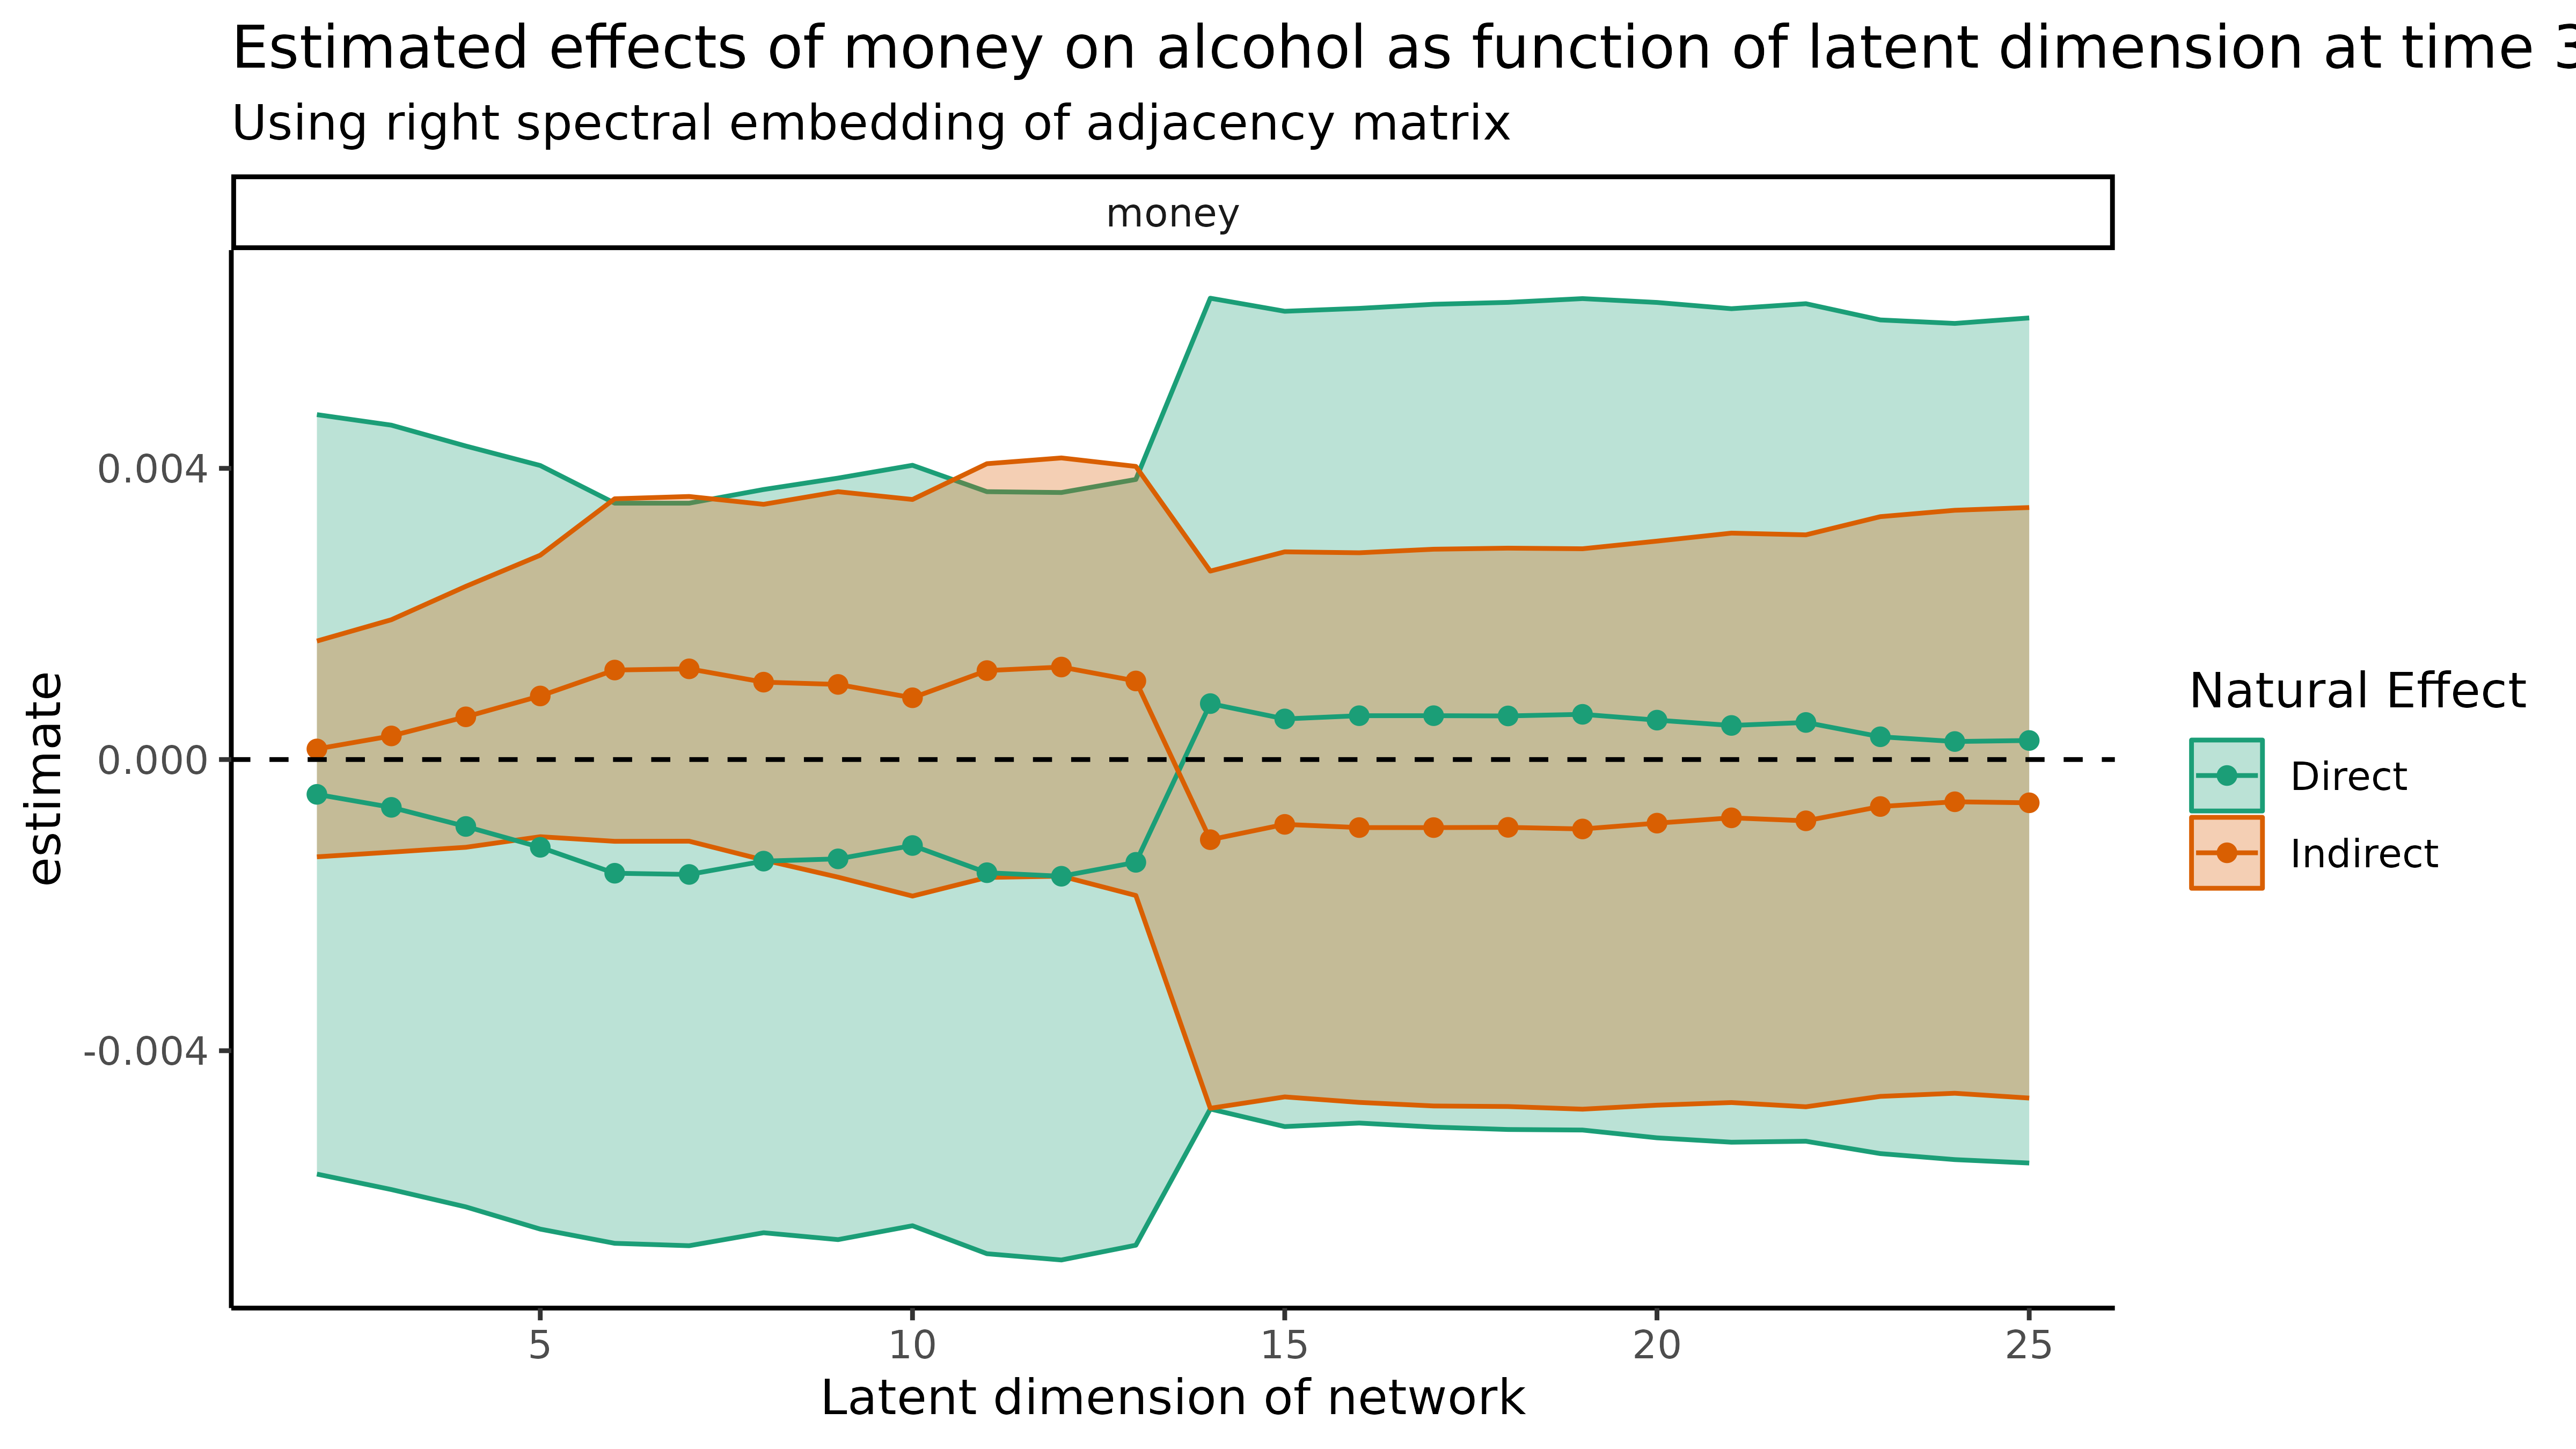 Estimated effects of money on alcohol as function of latent dimension at time 3
Using right spectral embedding of adjacency matrix
money
0.004
0.000
-0.004
estimate
5 10 15 20 25
Latent dimension of network
Natural Effect
Direct
Indirect